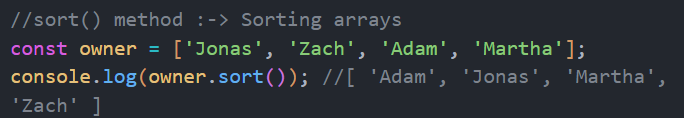 //sort() method :-> Sorting arrays
const owner = ['Jonas', 'Zach', 'Adam', 'Martha'];
console.log(owner.sort()); //[ 'Adam', 'Jonas', 'Martha',
'Zach' ]